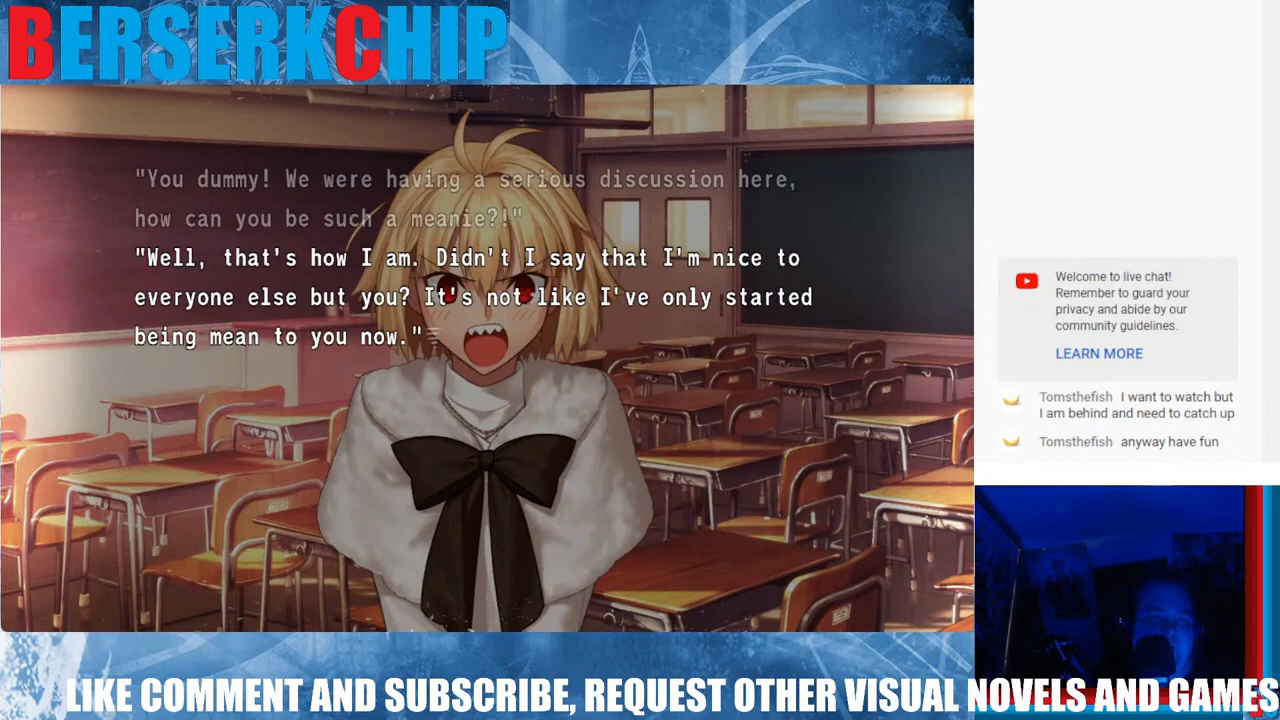 BERSERKCHIP
"You dummy! We were having a serious discussion here,
how can you be such a meanie?!"
"Well, that's how I am. Didn't I say that I'm nice to
everyone else but you? It's not like I've only started
being mean to you now."
Welcome to live chat!
Remember to guard your
privacy and abide by our
community guidelines.
LEARN MORE
Tomsthefish I want to watch but
I am behind and need to catch up
Tomsthefish anyway have fun
LIKE COMMENT AND SUBSCRIBE, REQUEST OTHER VISUAL NOVELS AND GAMES